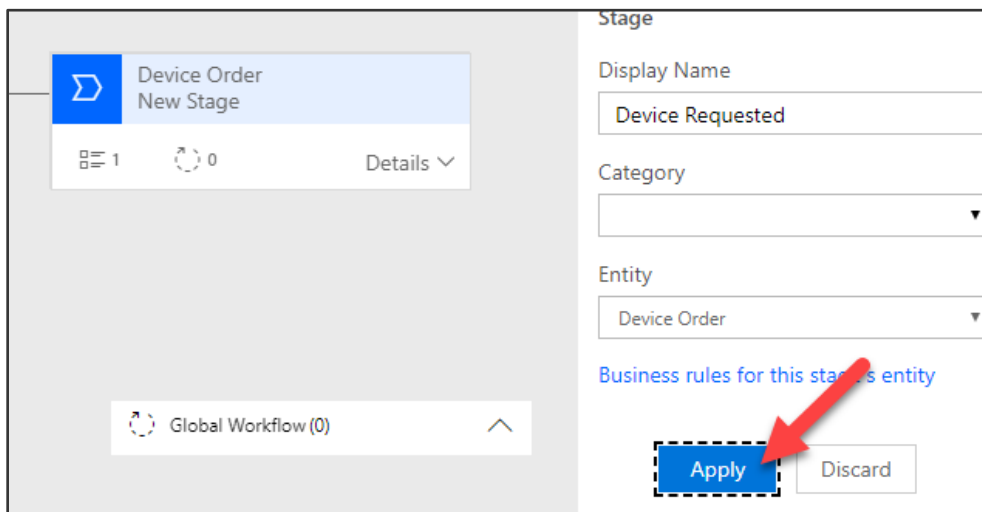 Device Order
New Stage
1
0
Details
Global Workflow (0)
Stage
Display Name
Device Requested
Category
Entity
Device Order
Business rules for this stage's entity
Apply
Discard